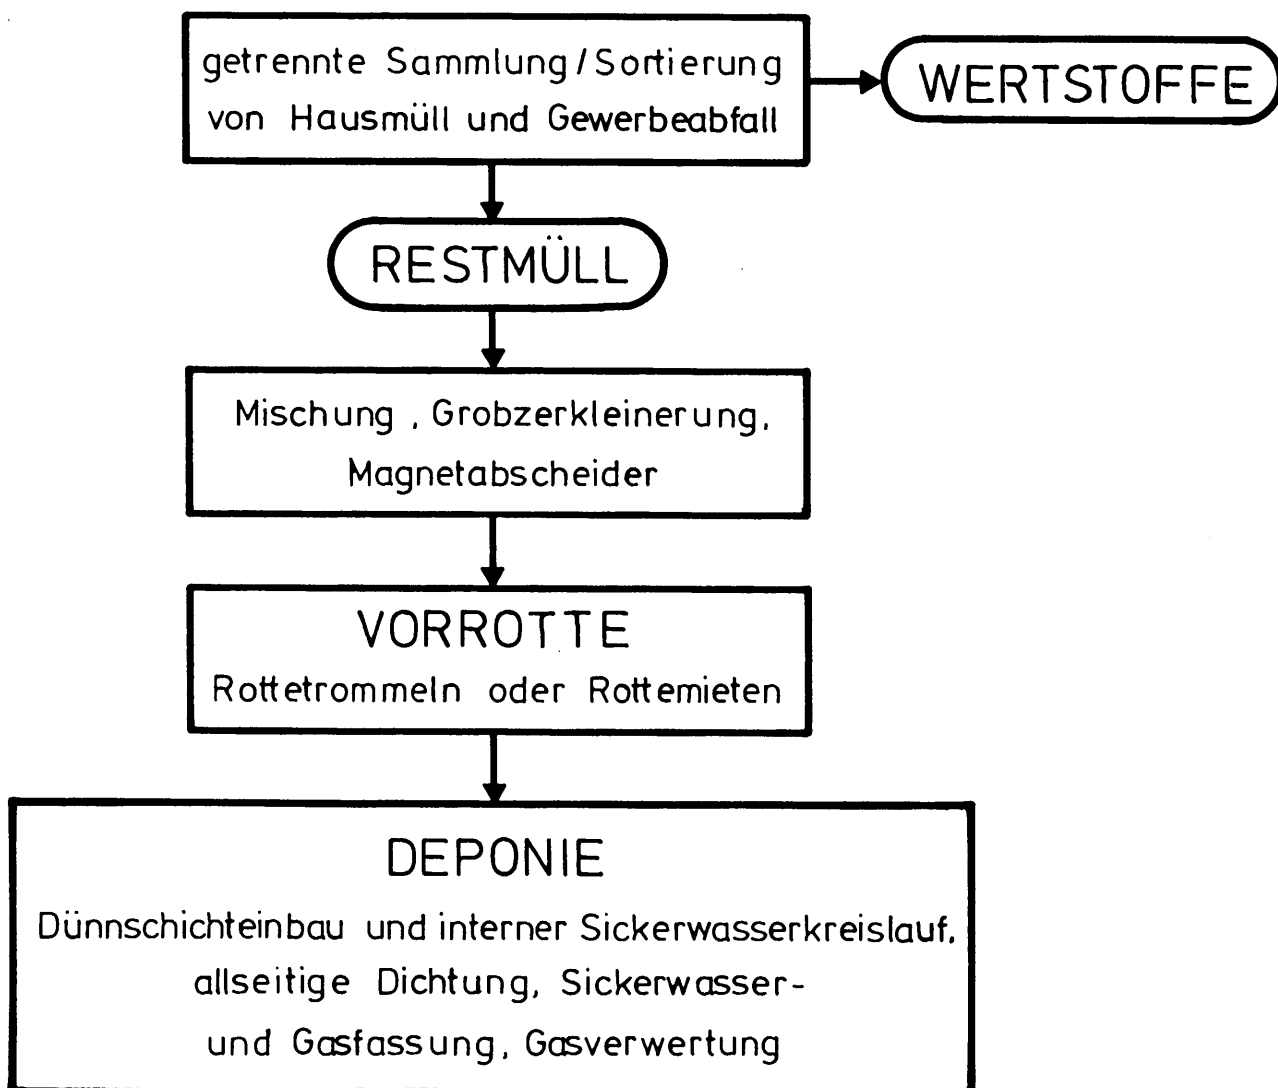 getrennte Sammlung/Sortierung
von Hausmüll und Gewerbeabfall
WERTSTOFFE
RESTMÜLL
Mischung, Grobzerkleinerung,
Magnetabscheider
VORROTTE
Rottetrommeln oder Rottemieten
DEPONIE
Dünnschichteinbau und interner Sickerwasserkreislauf,
allseitige Dichtung, Sickerwasser-
und Gasfassung, Gasverwertung